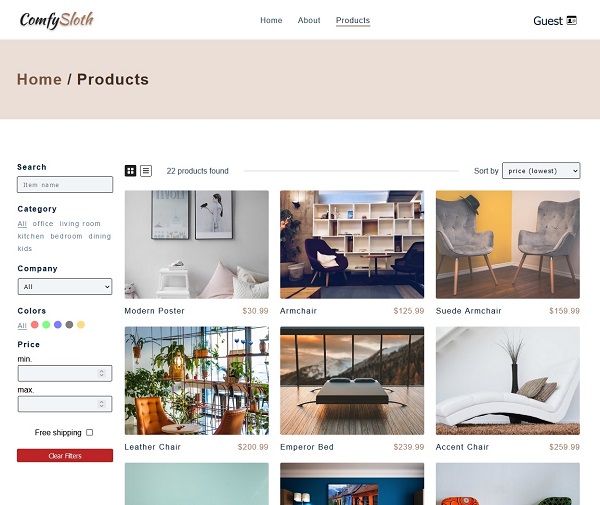 ComfySloth
Home About Products
Guest
Home / Products
Search
Item name
Category
All office living room
kitchen bedroom dining
kids
Company
All
Colors
All
Price
min.
max.
Free shipping
Clear Filters
22 products found
Sort by price (lowest)
Modern Poster $30.99
Armchair $125.99
Suede Armchair $159.99
Leather Chair $200.99
Emperor Bed $239.99
Accent Chair $259.99